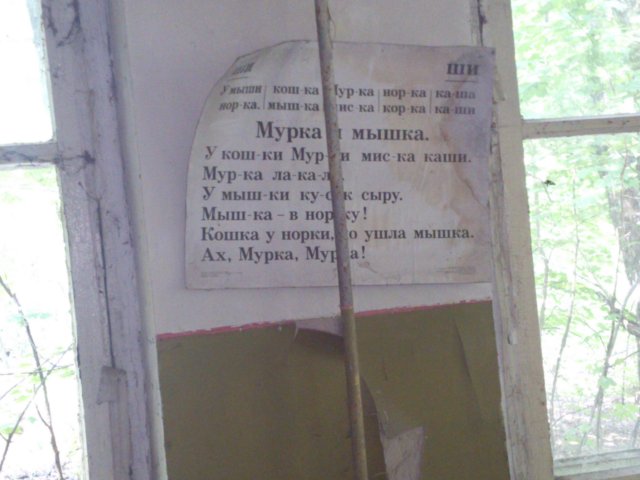 ши ши
У мыши кош-ка Мур-ка нор-ка ка-ша
нор-ка. мыш-ка мис-ка кор-ка ка-ши
Мурка и мышка.
У кош-ки Мур-ки мис-ка каши.
Мур-ка ла-ка-ла.
У мыш-ки ку-сок сыру.
Мыш-ка – в норку!
Кошка у норки, но ушла мышка.
Ах, Мурка, Мурка!